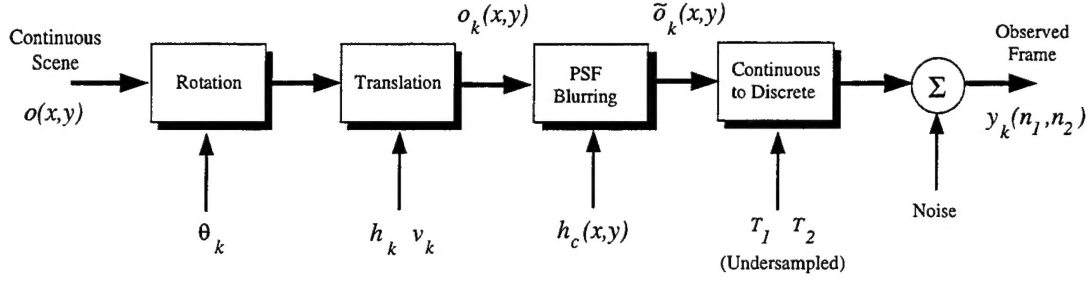 Continuous
Scene
o(x,y)
Rotation
θ_k
Translation
h_k v_k
o_k(x,y)
PSF
Blurring
h_c(x,y)
õ_k(x,y)
Continuous
to Discrete
T_1 T_2
(Undersampled)
Σ
Noise
Observed
Frame
y_k(n_1,n_2)